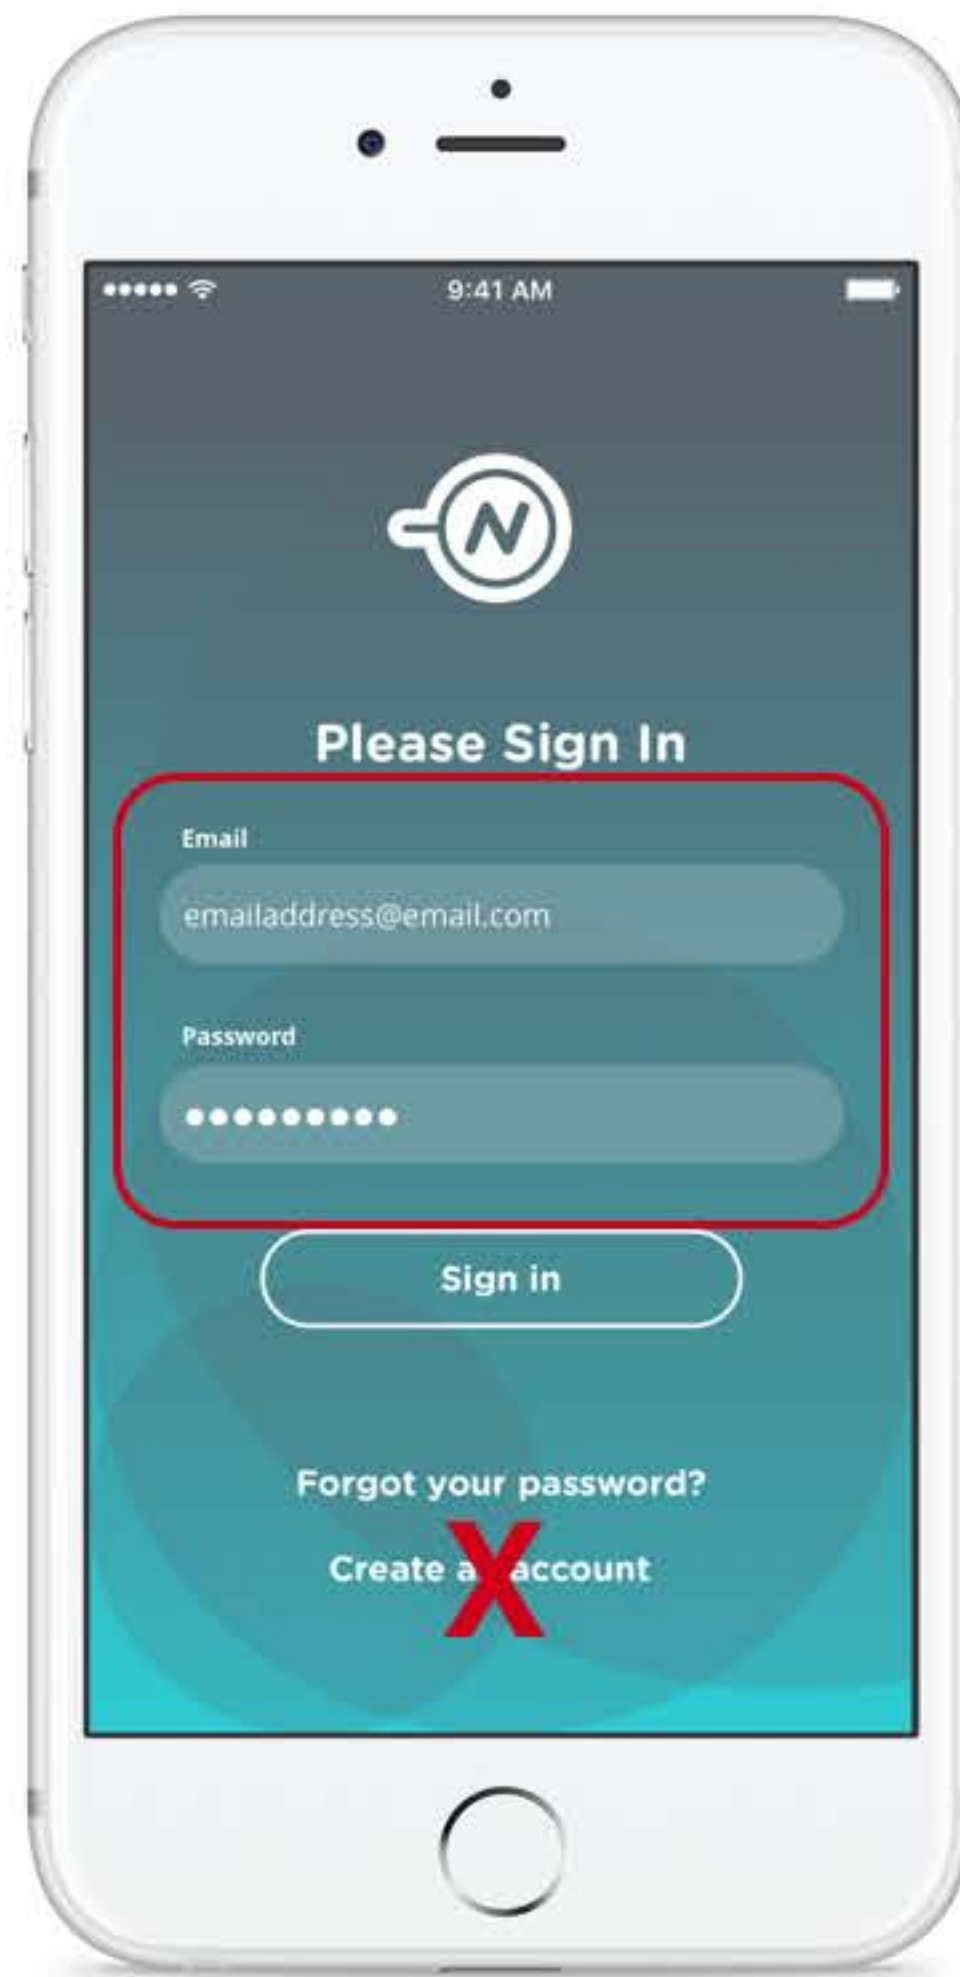 9:41 AM
N
Please Sign In
Email
emailaddress@email.com
Password
●●●●●●●●●
Sign in
Forgot your password?
Create a account
X